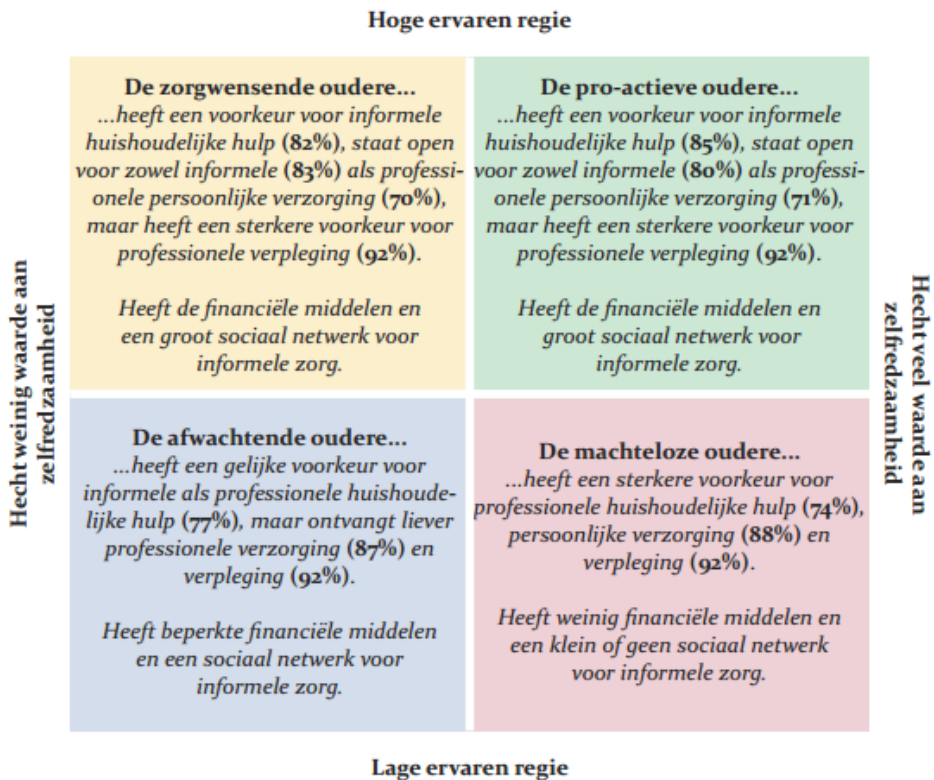 Hoge ervaren regie
De zorgwensende oudere...
...heeft een voorkeur voor informele
huishoudelijke hulp (82%), staat open
voor zowel informele (83%) als professi-
onele persoonlijke verzorging (70%),
maar heeft een sterkere voorkeur voor
professionele verpleging (92%).
Heeft de financiële middelen en
een groot sociaal netwerk voor
informele zorg.
De pro-actieve oudere...
...heeft een voorkeur voor informele
huishoudelijke hulp (85%), staat open
voor zowel informele (80%) als professi-
onele persoonlijke verzorging (71%),
maar heeft een sterkere voorkeur voor
professionele verpleging (92%).
Heeft de financiële middelen en
groot sociaal netwerk voor
informele zorg.
Hecht weinig waarde aan
zelfredzaamheid
Hecht veel waarde aan
zelfredzaamheid
De afwachtende oudere...
...heeft een gelijke voorkeur voor
informele als professionele huishoude-
lijke hulp (77%), maar ontvangt liever
professionele verzorging (87%) en
verpleging (92%).
Heeft beperkte financiële middelen
en een sociaal netwerk voor
informele zorg.
De machteloze oudere...
...heeft een sterkere voorkeur voor
professionele huishoudelijke hulp (74%),
persoonlijke verzorging (88%) en
verpleging (92%).
Heeft weinig financiële middelen en
een klein of geen sociaal netwerk
voor informele zorg.
Lage ervaren regie